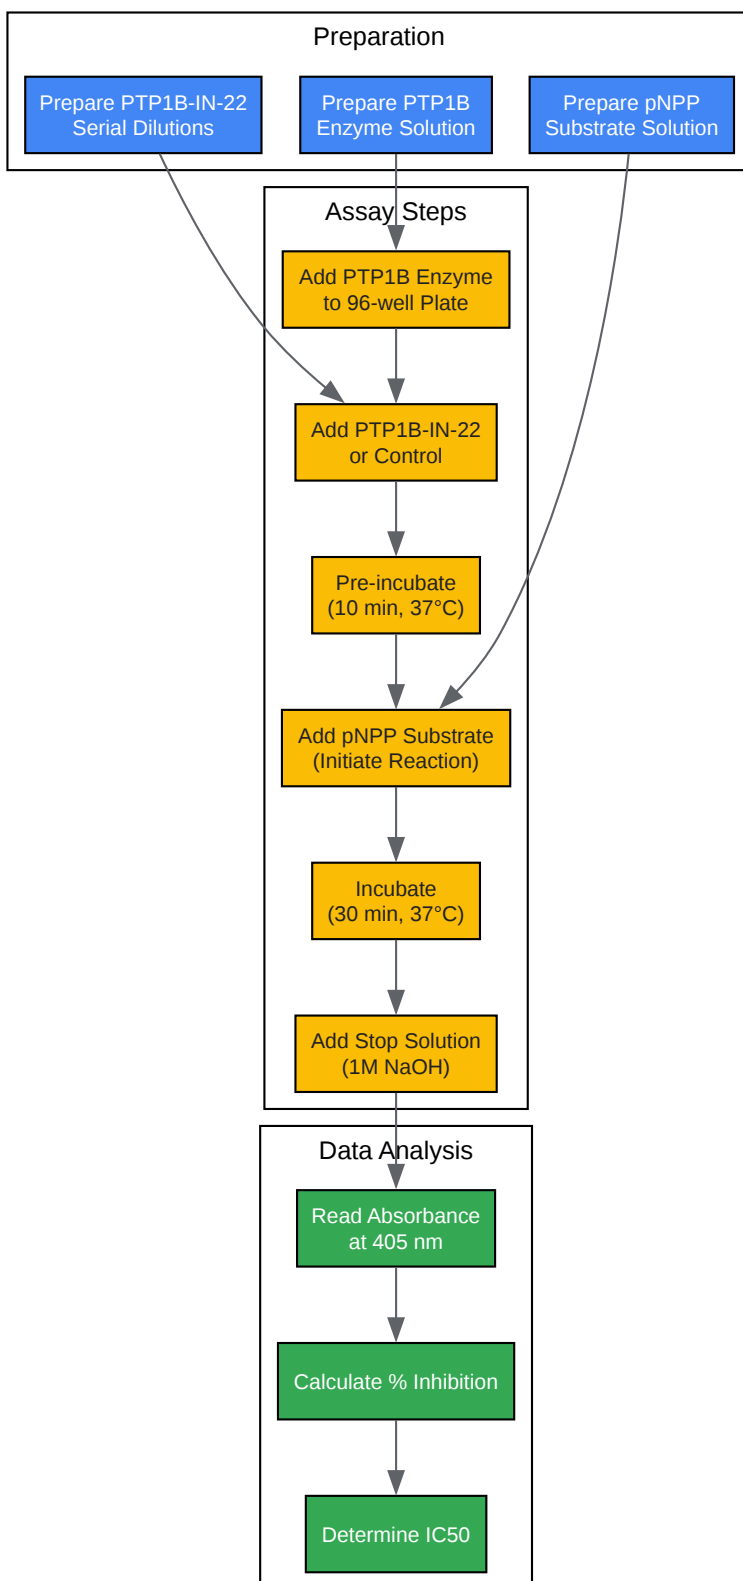 Preparation
Prepare PTP1B-IN-22
Serial Dilutions
Prepare PTP1B
Enzyme Solution
Prepare pNPP
Substrate Solution
Assay Steps
Add PTP1B Enzyme
to 96-well Plate
Add PTP1B-IN-22
or Control
Pre-incubate
(10 min, 37°C)
Add pNPP Substrate
(Initiate Reaction)
Incubate
(30 min, 37°C)
Add Stop Solution
(1M NaOH)
Data Analysis
Read Absorbance
at 405 nm
Calculate % Inhibition
Determine IC50